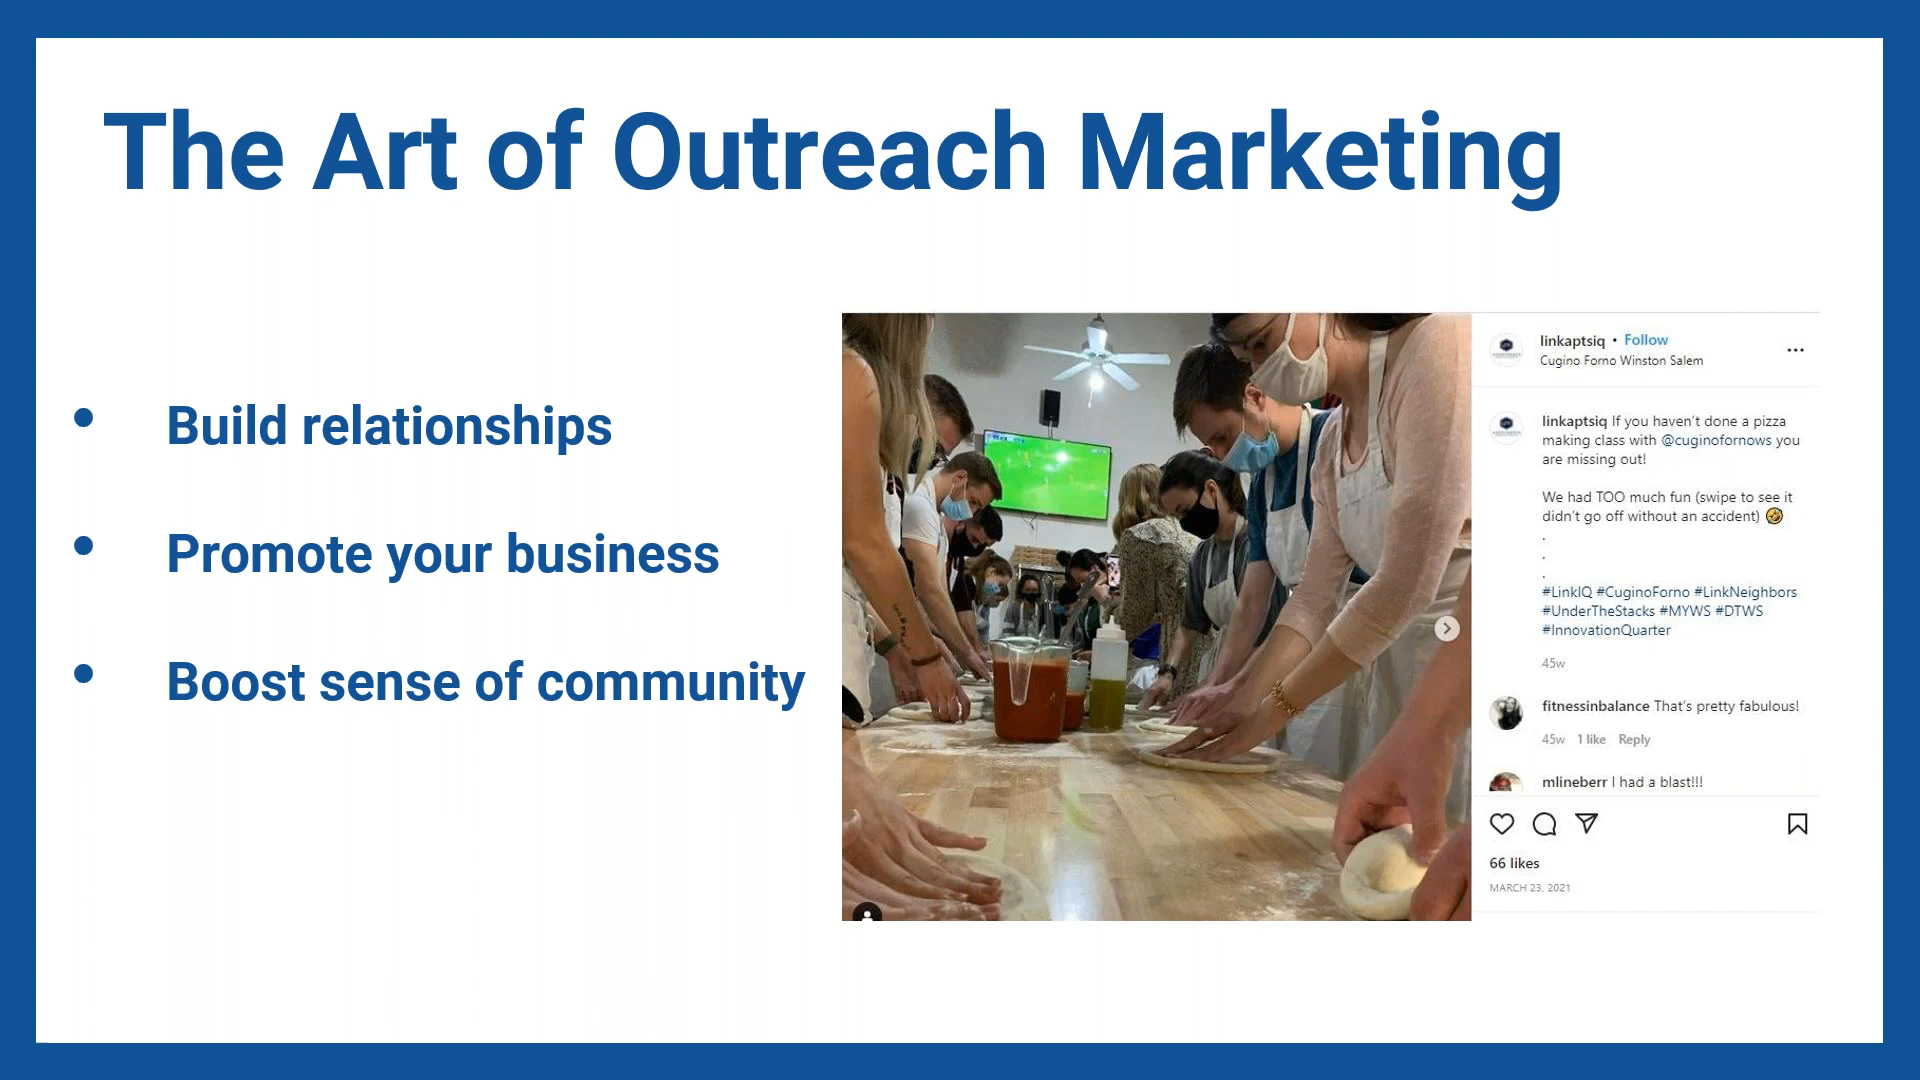 The Art of Outreach Marketing
• Build relationships
• Promote your business
• Boost sense of community
linkaptsiq • Follow
Cugino Forno Winston Salem
linkaptsiq If you haven't done a pizza
making class with @cuginofornows you
are missing out!
We had TOO much fun (swipe to see it
didn't go off without an accident) 🤣
.
.
.
#LinkIQ #CuginoForno #LinkNeighbors
#UnderTheStacks #MYWS #DTWS
#InnovationQuarter
45w
fitnessinbalance That's pretty fabulous!
45w 1 like Reply
mlineberr I had a blast!!!
66 likes
MARCH 23, 2021